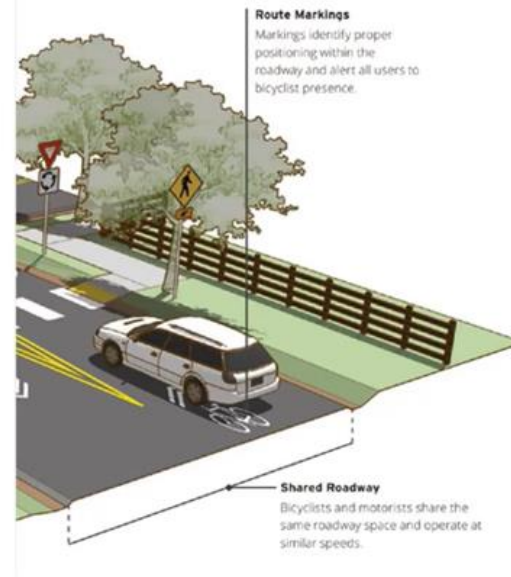 Route Markings
Markings identify proper
positioning within the
roadway and alert all users to
bicyclist presence.
Shared Roadway
Bicyclists and motorists share the
same roadway space and operate at
similar speeds.